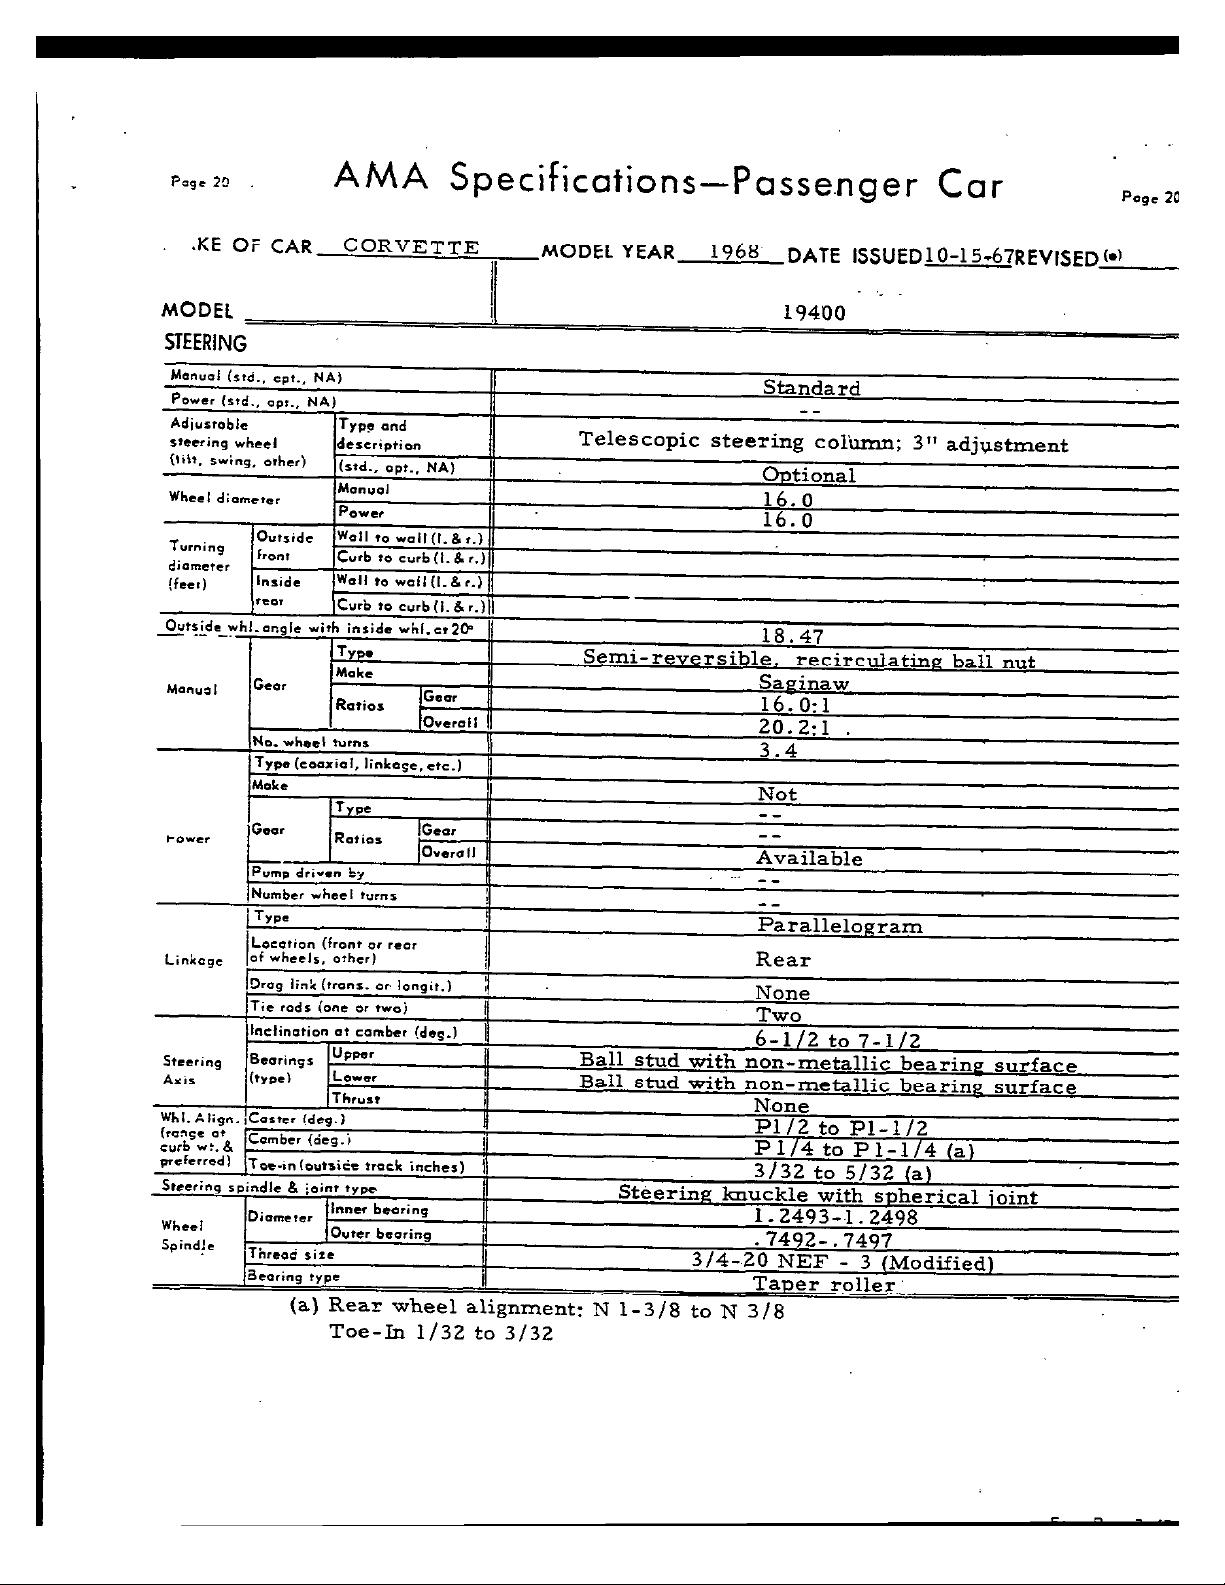 Page 20 AMA Specifications—Passenger Car Page 20
.KE OF CAR CORVETTE MODEL YEAR 1968 DATE ISSUED 10-15-67 REVISED (•)
MODEL 19400
STEERING
Manual (std., opt., NA) Standard
Power (std., opt., NA) --
Adjustable steering wheel (tilt, swing, other) Type and description Telescopic steering column; 3" adjustment
(std., opt., NA) Optional
Wheel diameter Manual 16.0
Power 16.0
Turning diameter (feet) Outside front Wall to wall (l. & r.)
Curb to curb (l. & r.)
Inside rear Wall to wall (l. & r.)
Curb to curb (l. & r.)
Outside whl. angle with inside whl. at 20° 18.47
Manual Gear Type Semi-reversible, recirculating ball nut
Make Saginaw
Ratios Gear 16.0:1
Overall 20.2:1
No. wheel turns 3.4
Power Type (coaxial, linkage, etc.)
Make Not
Gear Type --
Ratios Gear --
Overall Available
Pump driven by --
Number wheel turns --
Linkage Type Parallelogram
Location (front or rear of wheels, other) Rear
Drag link (trans. or longit.) None
Tie rods (one or two) Two
Steering Axis Inclination at camber (deg.) 6-1/2 to 7-1/2
Bearings (type) Upper Ball stud with non-metallic bearing surface
Lower Ball stud with non-metallic bearing surface
Thrust None
Whl. Align. (range at curb wt. & preferred) Caster (deg.) P1/2 to P1-1/2
Camber (deg.) P 1/4 to P 1-1/4 (a)
Toe-in (outside track inches) 3/32 to 5/32 (a)
Steering spindle & joint type Steering knuckle with spherical joint
Wheel Spindle Diameter Inner bearing 1.2493-1.2498
Outer bearing .7492-.7497
Thread size 3/4-20 NEF - 3 (Modified)
Bearing type Taper roller
(a) Rear wheel alignment: N 1-3/8 to N 3/8
Toe-In 1/32 to 3/32